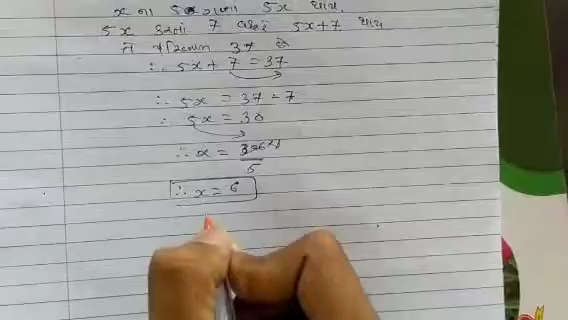 x ના 5 ગણા 5x થાય.
5x કરતાં 7 વધારે 5x+7 થાય
તે પરિણામ 37 છે
∴ 5x + 7 = 37
∴ 5x = 37 - 7
∴ 5x = 30
∴ x = 30 / 5
∴ x = 6